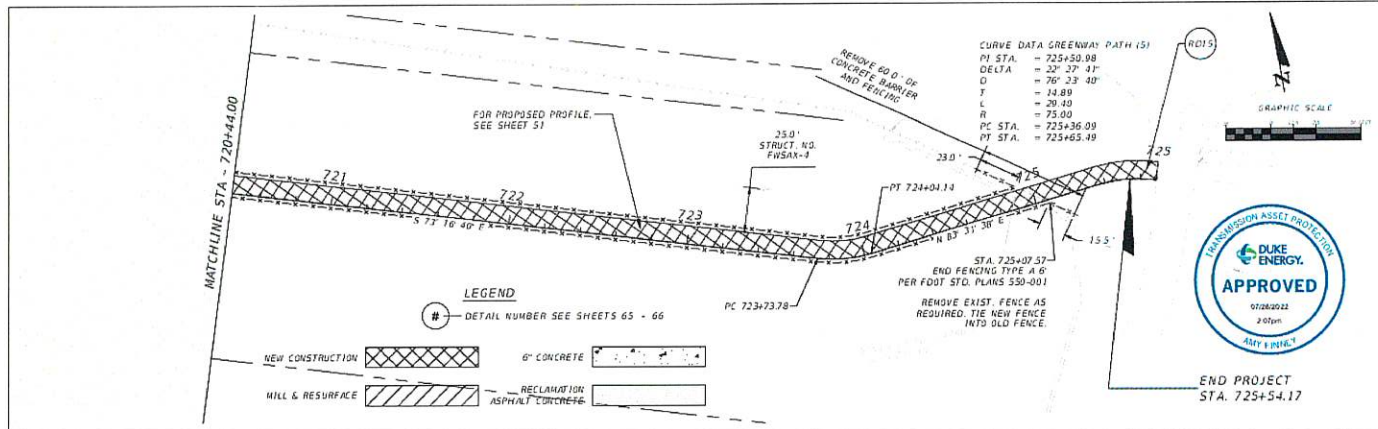 MATCHLINE STA - 720+44.00
721
722
723
724
725
725
FOR PROPOSED PROFILE,
SEE SHEET 51
25.0'
STRUCT. NO.
FWSAX-4
REMOVE 60.0' OF
CONCRETE BARRIER
AND FENCING
23.0'
PT 724+04.14
PC 723+73.78
S 73° 16' 40" E
N 83° 31' 38" E
15.5'
STA. 725+07.57
END FENCING TYPE A 6'
PER FDOT STD. PLANS 550-001
REMOVE EXIST. FENCE AS
REQUIRED. TIE NEW FENCE
INTO OLD FENCE.
CURVE DATA GREENWAY PATH (5)
PI STA. = 725+50.98
DELTA = 22° 27' 41"
D = 76° 23' 40"
T = 14.89
L = 29.40
R = 75.00
PC STA. = 725+36.09
PT STA. = 725+65.49
RD15
N
GRAPHIC SCALE
TRANSMISSION ASSET PROTECTION
DUKE
ENERGY.
APPROVED
07/28/2022
2:07pm
AMY FINNEY
END PROJECT
STA. 725+54.17
LEGEND
# DETAIL NUMBER SEE SHEETS 65 - 66
NEW CONSTRUCTION
6" CONCRETE
MILL & RESURFACE
RECLAMATION
ASPHALT CONCRETE